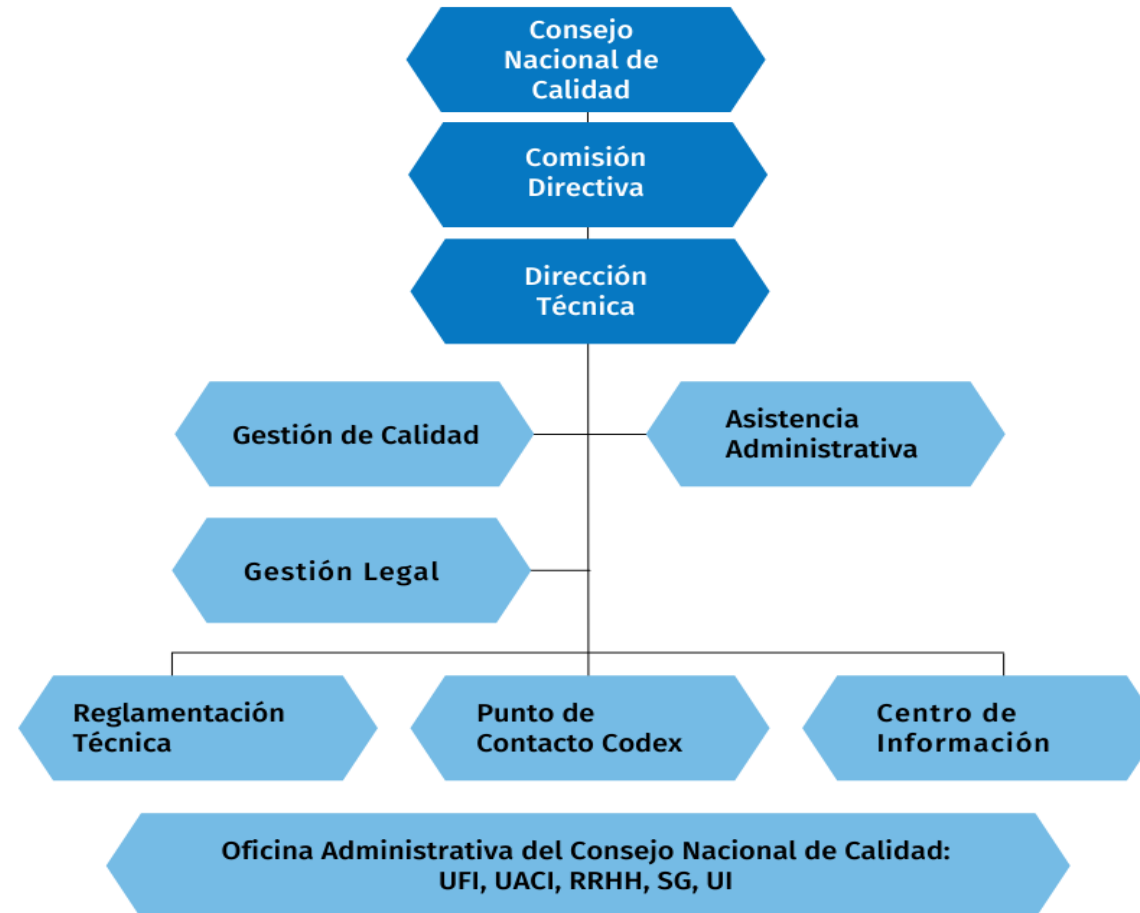 Consejo
Nacional de
Calidad
Comisión
Directiva
Dirección
Técnica
Gestión de Calidad
Asistencia
Administrativa
Gestión Legal
Reglamentación
Técnica
Punto de
Contacto Codex
Centro de
Información
Oficina Administrativa del Consejo Nacional de Calidad:
UFI, UACI, RRHH, SG, UI